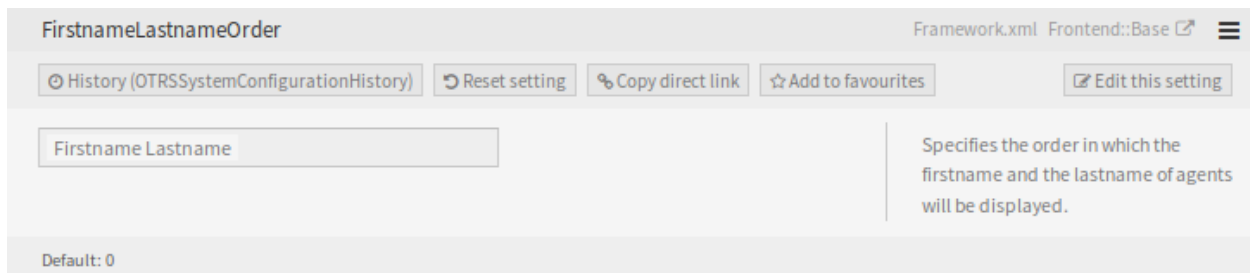 FirstnameLastnameOrder
Framework.xml Frontend::Base
History (OTRSSystemConfigurationHistory) Reset setting Copy direct link Add to favourites Edit this setting
Firstname Lastname
Specifies the order in which the
firstname and the lastname of agents
will be displayed.
Default: 0